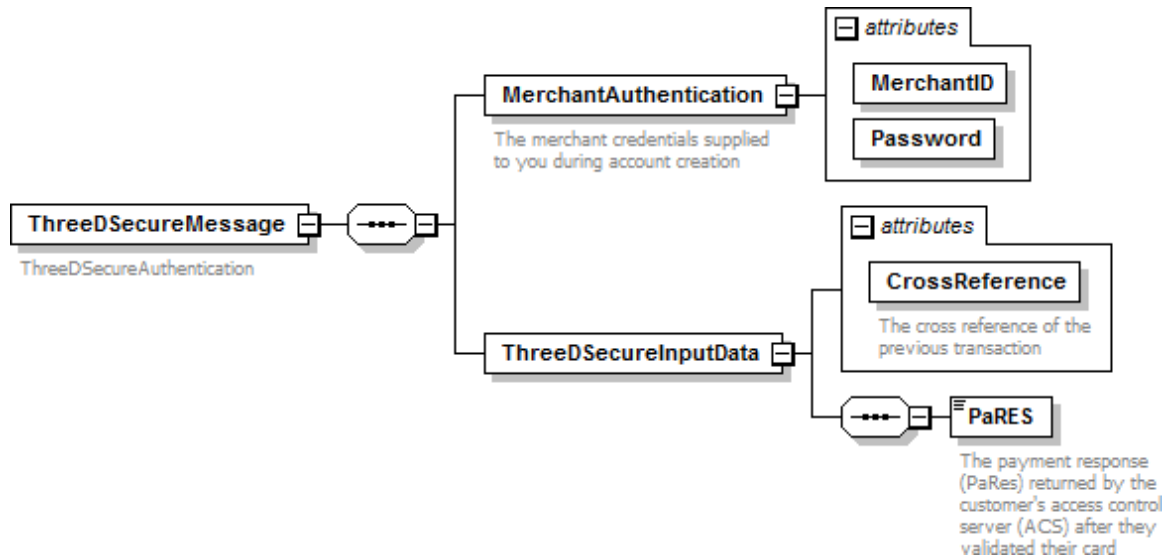 attributes
MerchantID
Password
MerchantAuthentication
The merchant credentials supplied
to you during account creation
ThreeDSecureMessage
ThreeDSecureAuthentication
attributes
CrossReference
The cross reference of the
previous transaction
ThreeDSecureInputData
PaRES
The payment response
(PaRes) returned by the
customer's access control
server (ACS) after they
validated their card